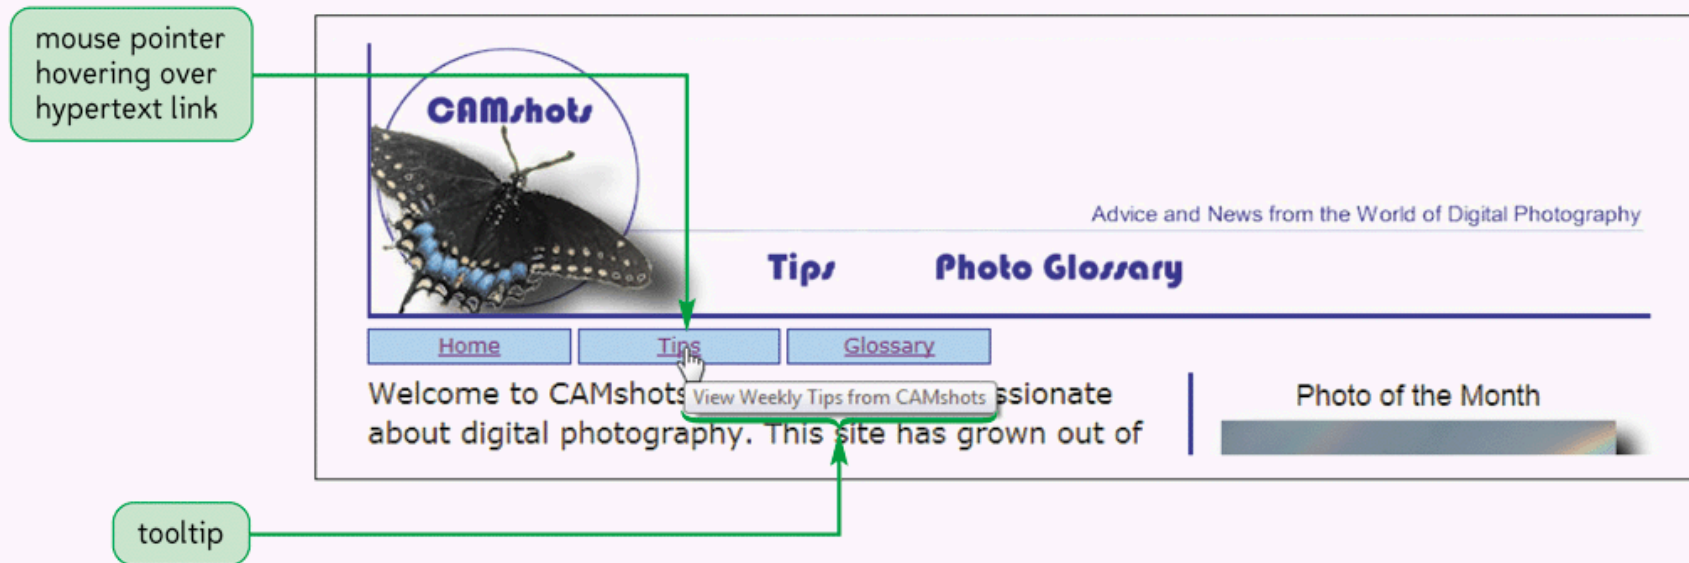 mouse pointer
hovering over
hypertext link
CAMshots
Advice and News from the World of Digital Photography
Tips Photo Glossary
Home Tips Glossary
Welcome to CAMshots ssionate
View Weekly Tips from CAMshots
about digital photography. This site has grown out of
Photo of the Month
tooltip